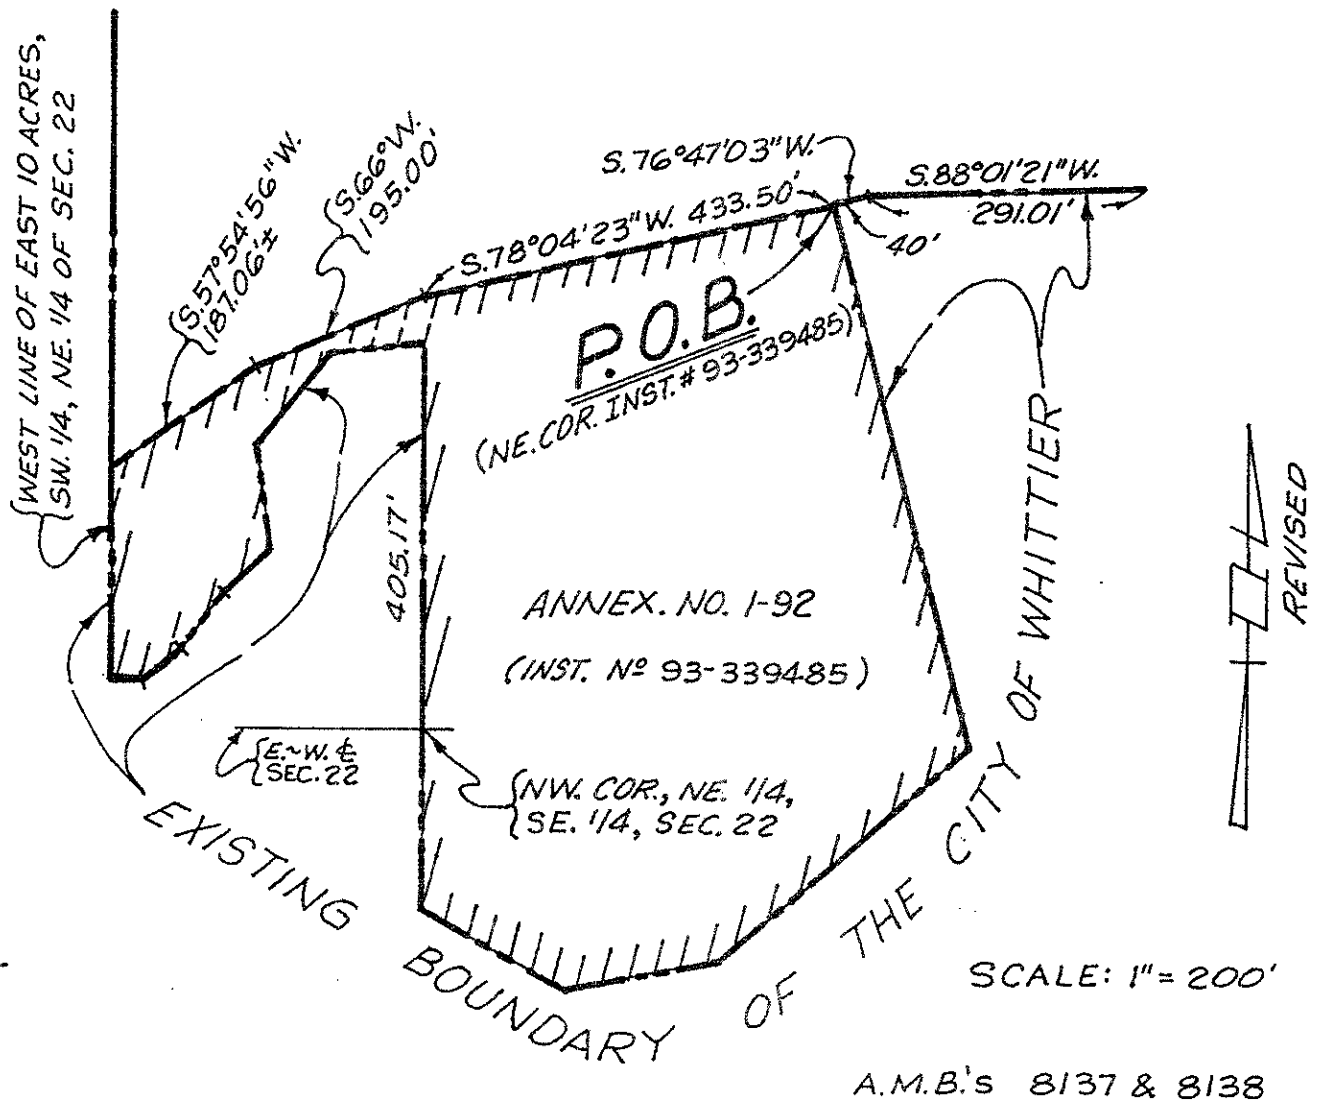 WEST LINE OF EAST 10 ACRES,
SW. 1/4, NE. 1/4 OF SEC. 22
S.57°54'56"W.
187.06'±
S.66°W.
195.00'
S.78°04'23"W. 433.50'
S.76°47'03"W.
S.88°01'21"W.
291.01'
40'
P.O.B.
(NE. COR. INST. # 93-339485)
405.17'
ANNEX. NO. 1-92
(INST. Nº 93-339485)
E.~W. ℄
SEC. 22
NW. COR., NE. 1/4,
SE. 1/4, SEC. 22
EXISTING BOUNDARY OF THE CITY OF WHITTIER
REVISED
SCALE: 1"= 200'
A.M.B.'s 8137 & 8138